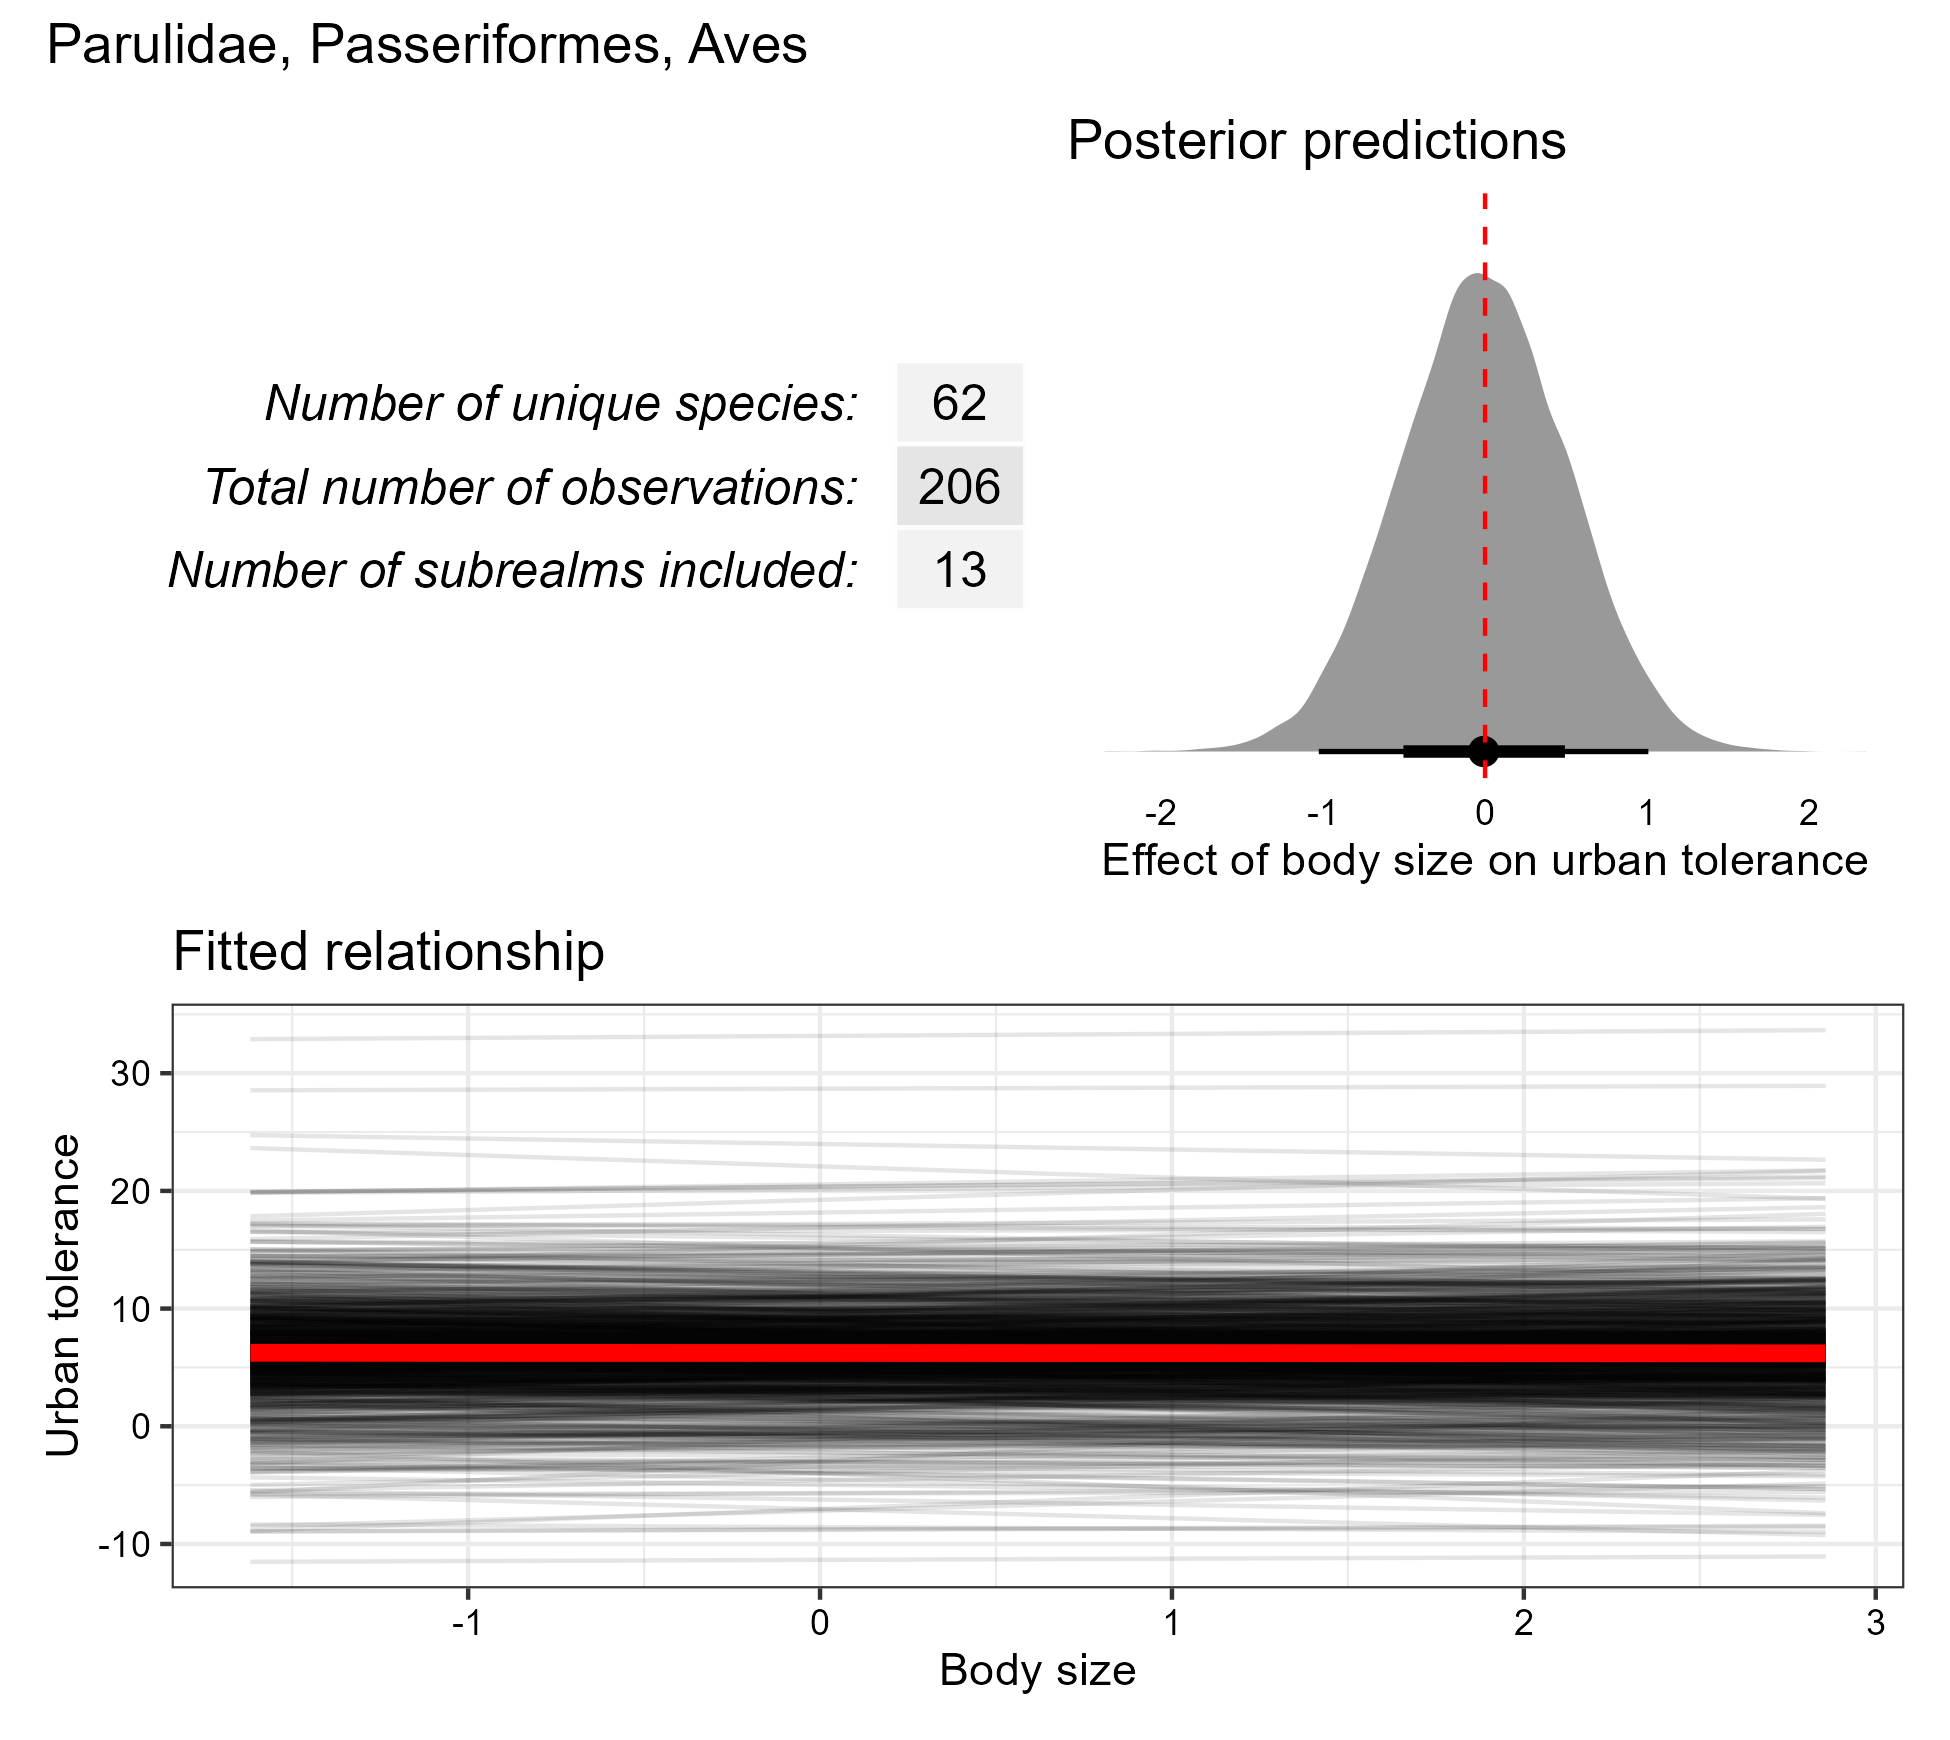 Parulidae, Passeriformes, Aves
Posterior predictions
Number of unique species: 62
Total number of observations: 206
Number of subrealms included: 13
-2 -1 0 1 2
Effect of body size on urban tolerance
Fitted relationship
Urban tolerance
30
20
10
0
-10
-1 0 1 2 3
Body size